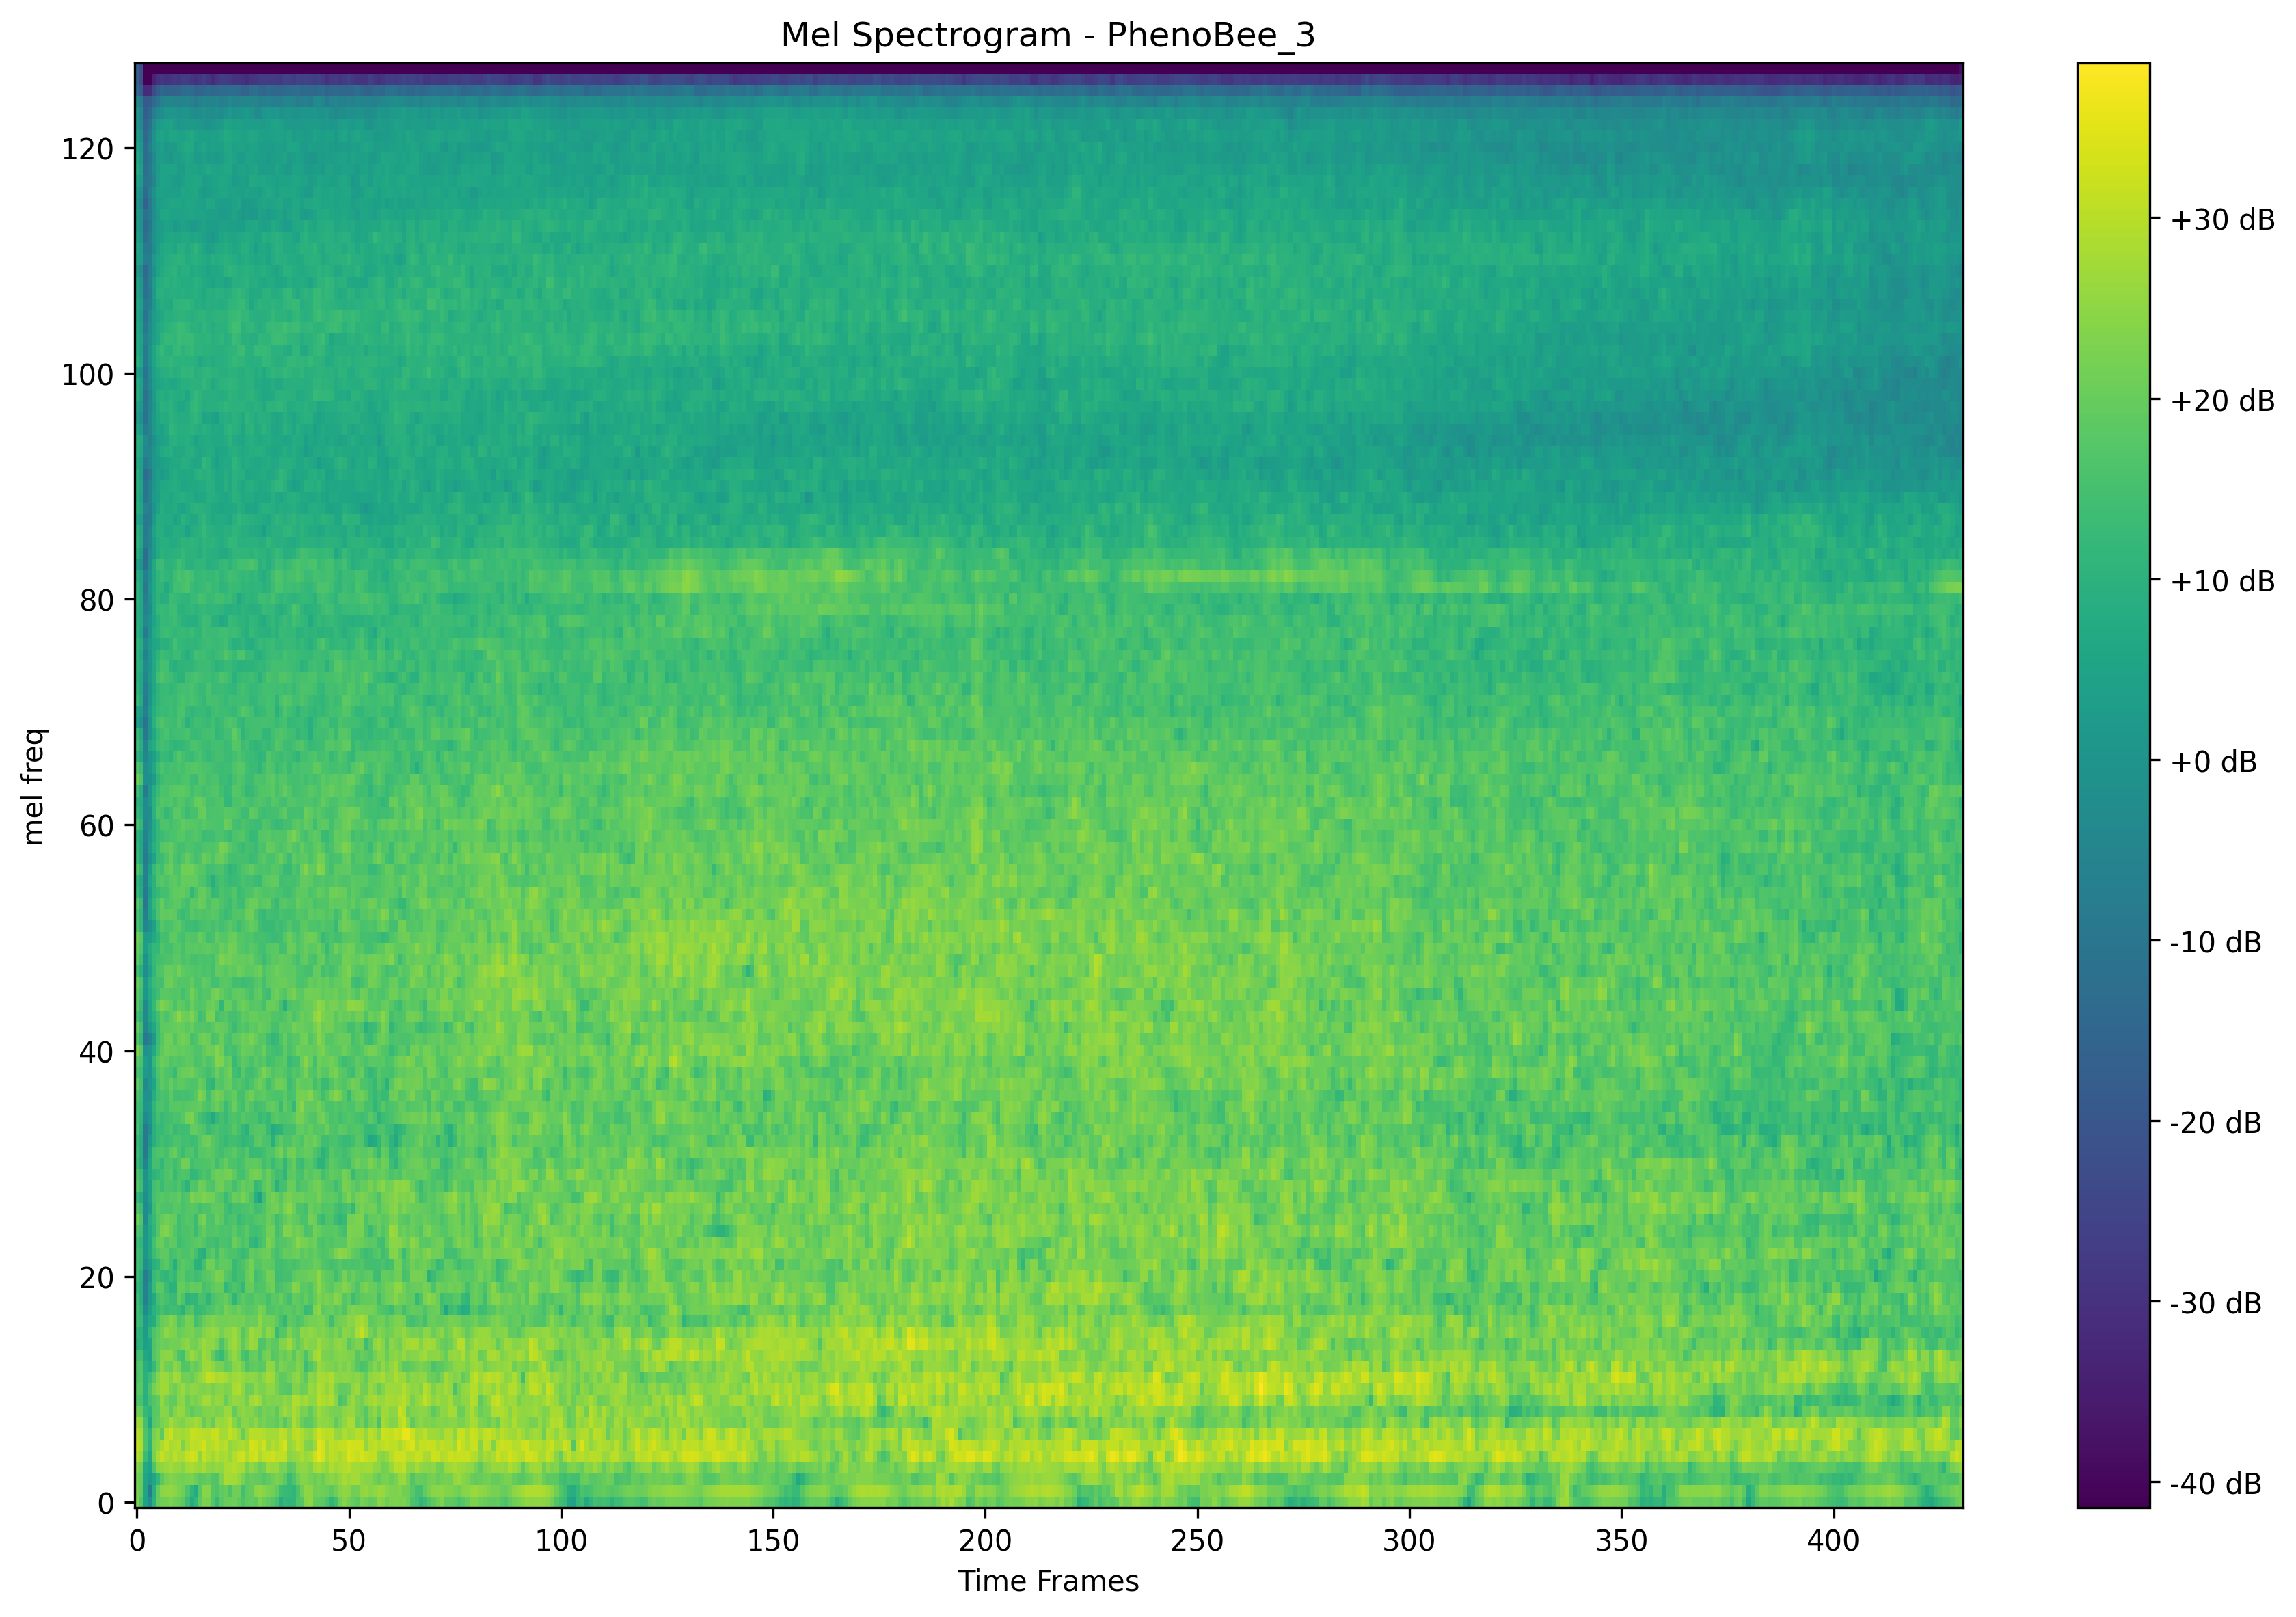 Mel Spectrogram - PhenoBee_3
mel freq
120
100
80
60
40
20
0
0 50 100 150 200 250 300 350 400
Time Frames
+30 dB
+20 dB
+10 dB
+0 dB
-10 dB
-20 dB
-30 dB
-40 dB